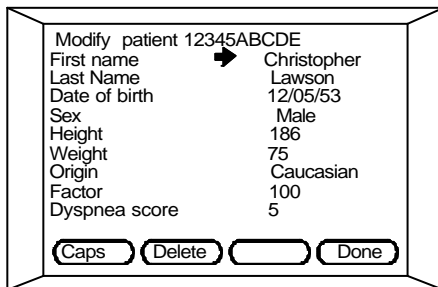 Modify patient 12345ABCDE
First name Christopher
Last Name Lawson
Date of birth 12/05/53
Sex Male
Height 186
Weight 75
Origin Caucasian
Factor 100
Dyspnea score 5
Caps Delete Done